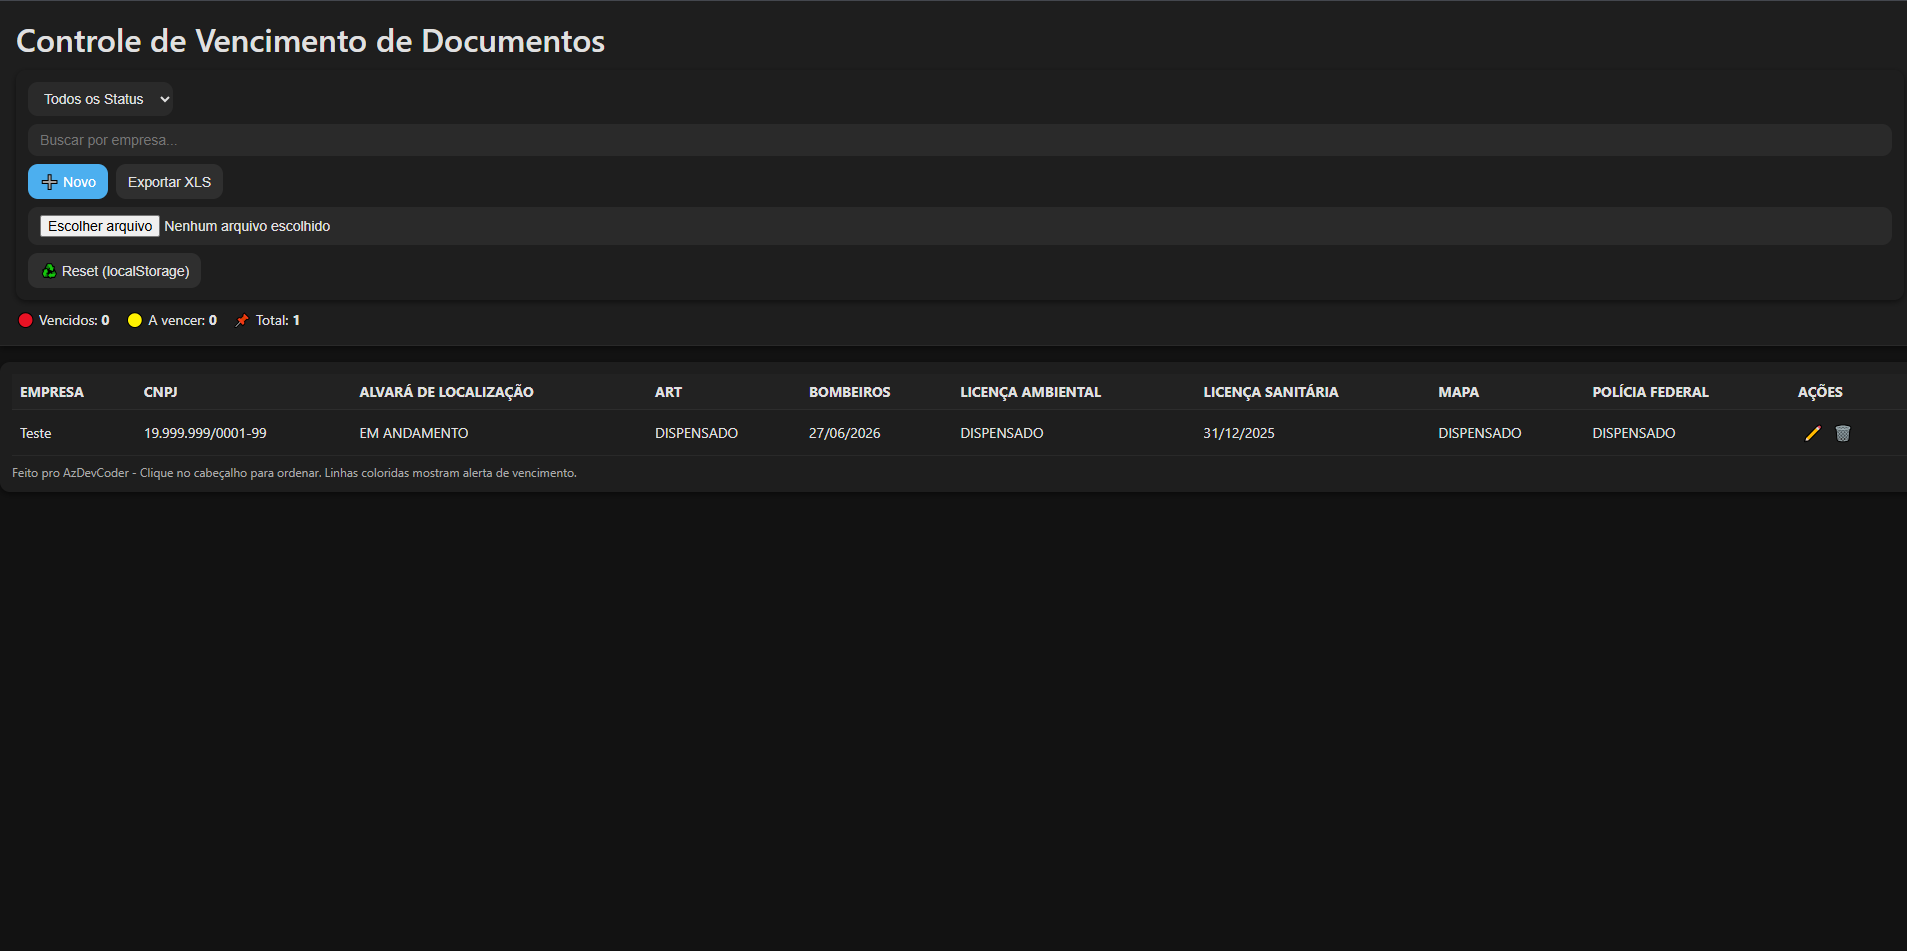 Controle de Vencimento de Documentos
Todos os Status
Buscar por empresa...
Novo Exportar XLS
Escolher arquivo Nenhum arquivo escolhido
Reset (localStorage)
Vencidos: 0 A vencer: 0 Total: 1
EMPRESA CNPJ ALVARÁ DE LOCALIZAÇÃO ART BOMBEIROS LICENÇA AMBIENTAL LICENÇA SANITÁRIA MAPA POLÍCIA FEDERAL AÇÕES
Teste 19.999.999/0001-99 EM ANDAMENTO DISPENSADO 27/06/2026 DISPENSADO 31/12/2025 DISPENSADO DISPENSADO
Feito pro AzDevCoder - Clique no cabeçalho para ordenar. Linhas coloridas mostram alerta de vencimento.